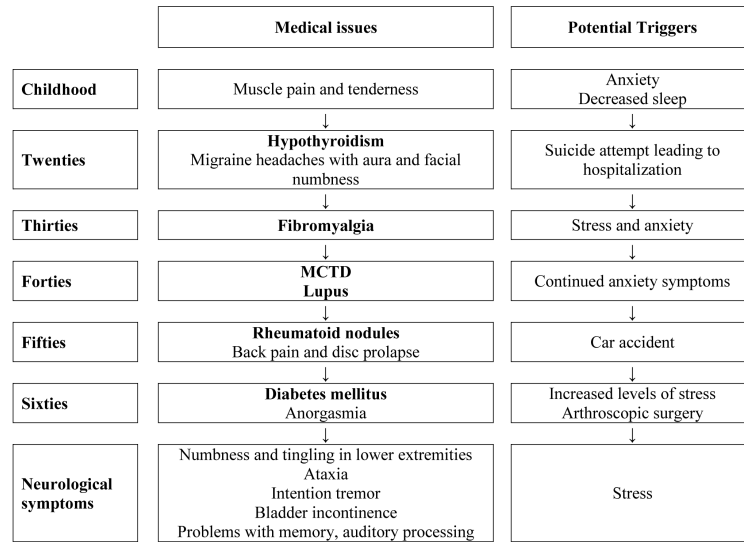 Medical issues
Potential Triggers
Childhood
Muscle pain and tenderness
Anxiety
Decreased sleep
↓
↓
Twenties
Hypothyroidism
Migraine headaches with aura and facial
numbness
Suicide attempt leading to
hospitalization
↓
↓
Thirties
Fibromyalgia
Stress and anxiety
↓
↓
Forties
MCTD
Lupus
Continued anxiety symptoms
↓
↓
Fifties
Rheumatoid nodules
Back pain and disc prolapse
Car accident
↓
↓
Sixties
Diabetes mellitus
Anorgasmia
Increased levels of stress
Arthroscopic surgery
↓
↓
Neurological
symptoms
Numbness and tingling in lower extremities
Ataxia
Intention tremor
Bladder incontinence
Problems with memory, auditory processing
Stress